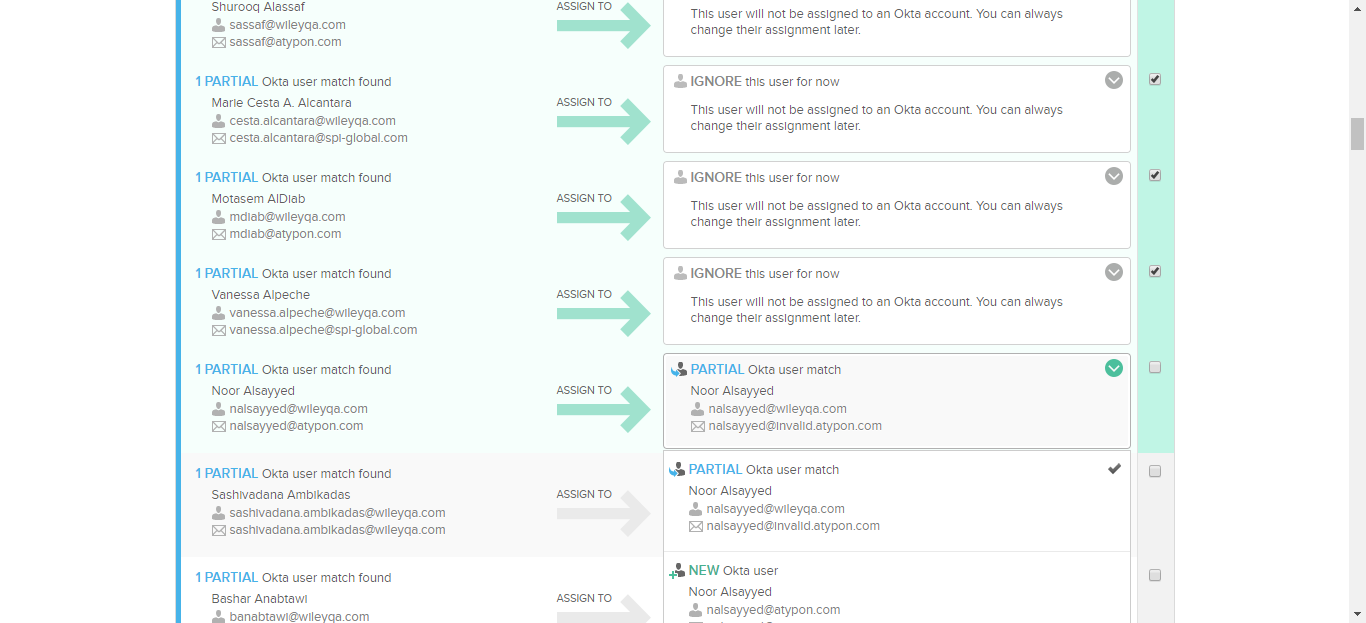 Shurooq Alassaf
sassaf@wileyqa.com
sassaf@atypon.com
ASSIGN TO
This user will not be assigned to an Okta account. You can always
change their assignment later.
1 PARTIAL Okta user match found
Marie Cesta A. Alcantara
cesta.alcantara@wileyqa.com
cesta.alcantara@spi-global.com
ASSIGN TO
IGNORE this user for now
This user will not be assigned to an Okta account. You can always
change their assignment later.
1 PARTIAL Okta user match found
Motasem AlDiab
mdiab@wileyqa.com
mdiab@atypon.com
ASSIGN TO
IGNORE this user for now
This user will not be assigned to an Okta account. You can always
change their assignment later.
1 PARTIAL Okta user match found
Vanessa Alpeche
vanessa.alpeche@wileyqa.com
vanessa.alpeche@spi-global.com
ASSIGN TO
IGNORE this user for now
This user will not be assigned to an Okta account. You can always
change their assignment later.
1 PARTIAL Okta user match found
Noor Alsayyed
nalsayyed@wileyqa.com
nalsayyed@atypon.com
ASSIGN TO
PARTIAL Okta user match
Noor Alsayyed
nalsayyed@wileyqa.com
nalsayyed@invalid.atypon.com
1 PARTIAL Okta user match found
Sashivadana Ambikadas
sashivadana.ambikadas@wileyqa.com
sashivadana.ambikadas@wileyqa.com
ASSIGN TO
PARTIAL Okta user match
Noor Alsayyed
nalsayyed@wileyqa.com
nalsayyed@invalid.atypon.com
1 PARTIAL Okta user match found
Bashar Anabtawi
banabtawi@wileyqa.com
ASSIGN TO
NEW Okta user
Noor Alsayyed
nalsayyed@atypon.com